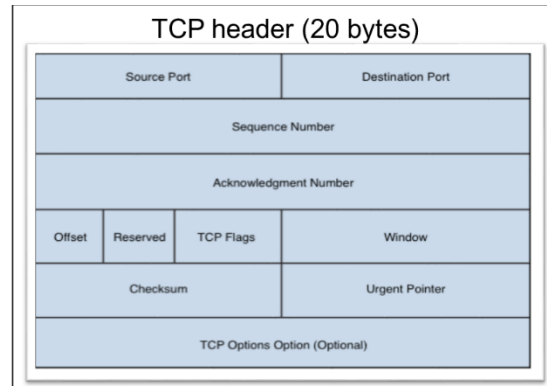 TCP header (20 bytes)
Source Port
Destination Port
Sequence Number
Acknowledgment Number
Offset
Reserved
TCP Flags
Window
Checksum
Urgent Pointer
TCP Options Option (Optional)